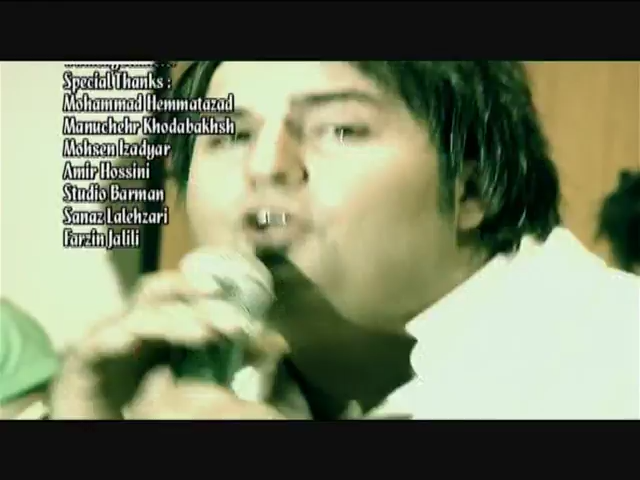 Special Thanks :
Mohammad Hemmatazad
Manuchehr Khodabakhsh
Mohsen Izadyar
Amir Hossini
Studio Barman
Sanaz Lalehzari
Farzin Jalili